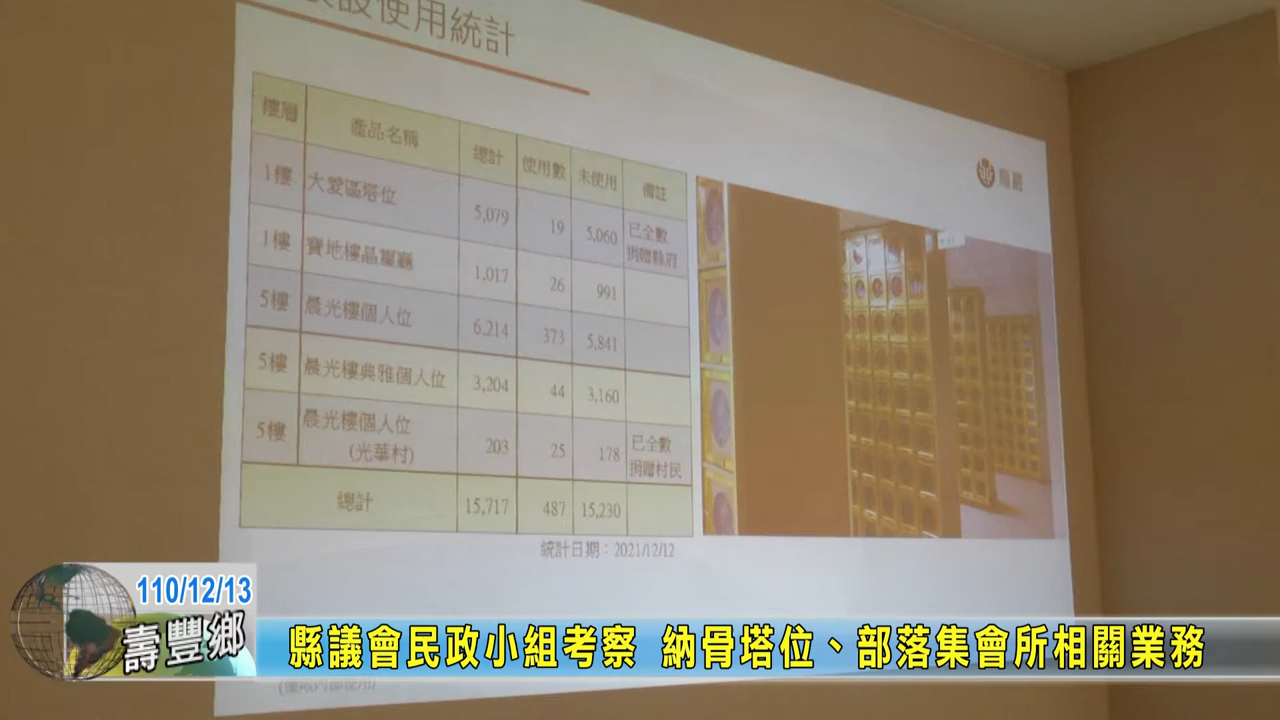 使用統計
樓層 產品名稱 總計 使用數 未使用 備註
1樓 大愛區塔位 5,079 19 5,060 已全數
捐贈縣府
1樓 寶地樓晶璽廳 1,017 26 991
5樓 晨光樓個人位 6,214 373 5,841
5樓 晨光樓典雅個人位 3,204 44 3,160
5樓 晨光樓個人位 203 25 178 已全數
(光華村) 捐贈村民
總計 15,717 487 15,230
統計日期：2021/12/12
龍巖
110/12/13
壽豐鄉
縣議會民政小組考察 納骨塔位、部落集會所相關業務